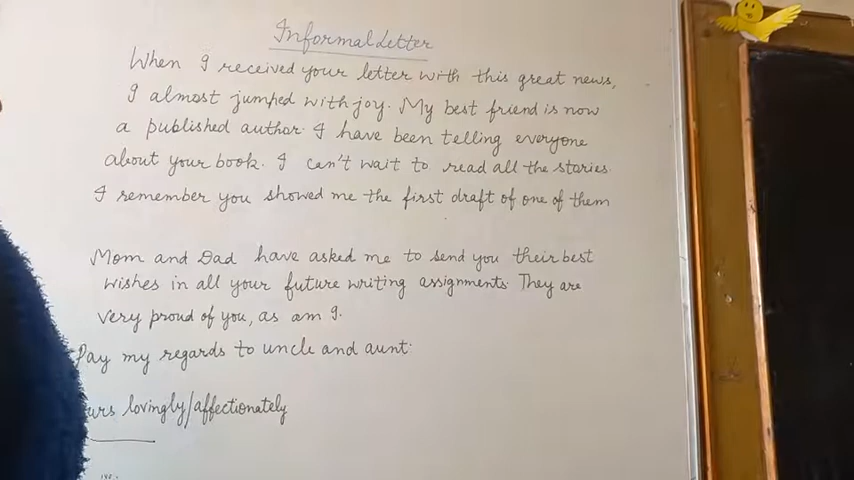 Informal Letter
When I received your letter with this great news,
I almost jumped with joy. My best friend is now
a published author. I have been telling everyone
about your book. I can't wait to read all the stories.
I remember you showed me the first draft of one of them
Mom and Dad have asked me to send you their best
wishes in all your future writing assignments. They are
very proud of you, as am I.
Pay my regards to uncle and aunt.
urs lovingly/affectionately